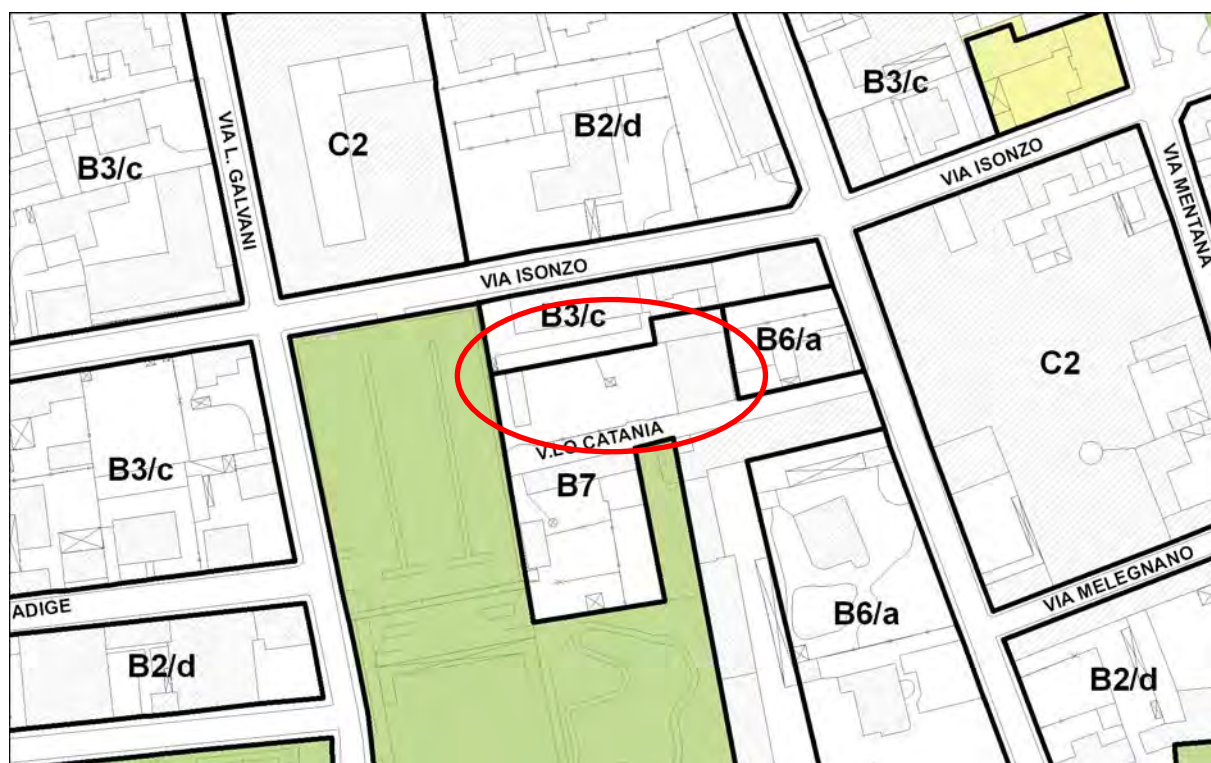 B3/c
VIA L. GALVANI
C2
B2/d
B3/c
VIA ISONZO
VIA MENTANA
VIA ISONZO
B3/c
B6/a
C2
B3/c
V.LO CATANIA
B7
ADIGE
B6/a
VIA MELEGNANO
B2/d
B2/d